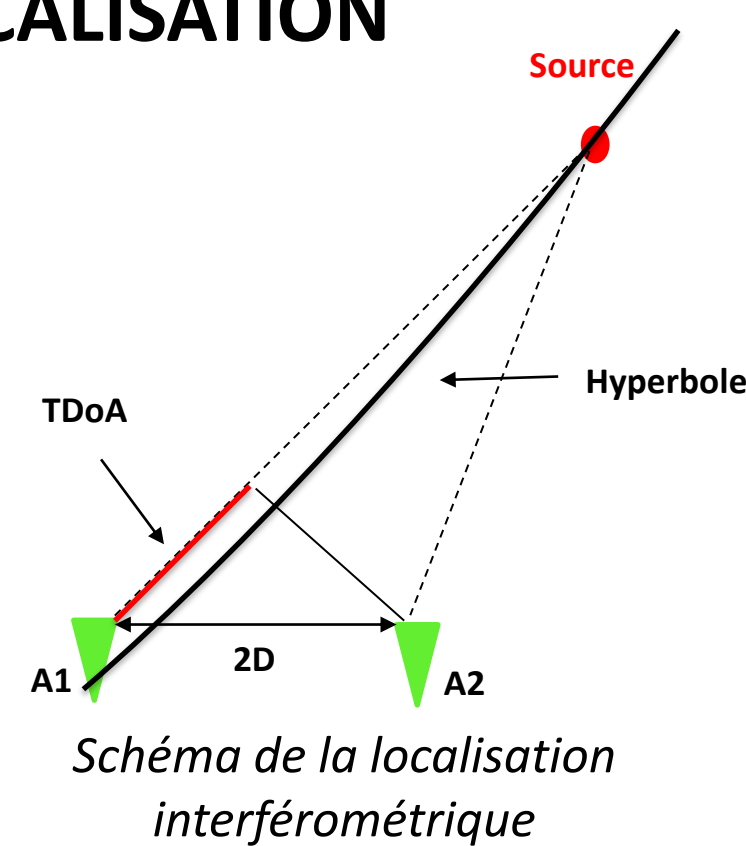 CALISATION
Source
Hyperbole
TDoA
2D
A1
A2
Schéma de la localisation
interférométrique